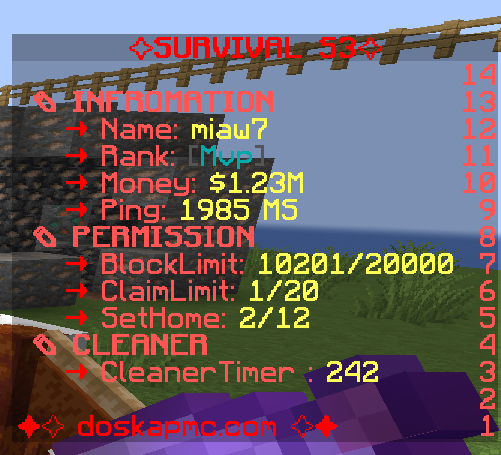 ✧SURVIVAL S3✧
14
✎ INFROMATION 13
→ Name: miaw7 12
→ Rank: [Mvp] 11
→ Money: $1.23M 10
→ Ping: 1985 MS 9
✎ PERMISSION 8
→ BlockLimit: 10201/20000 7
→ ClaimLimit: 1/20 6
→ SetHome: 2/12 5
✎ CLEANER 4
→ CleanerTimer : 242 3
2
✦✧ doskapmc.com ✧✦ 1